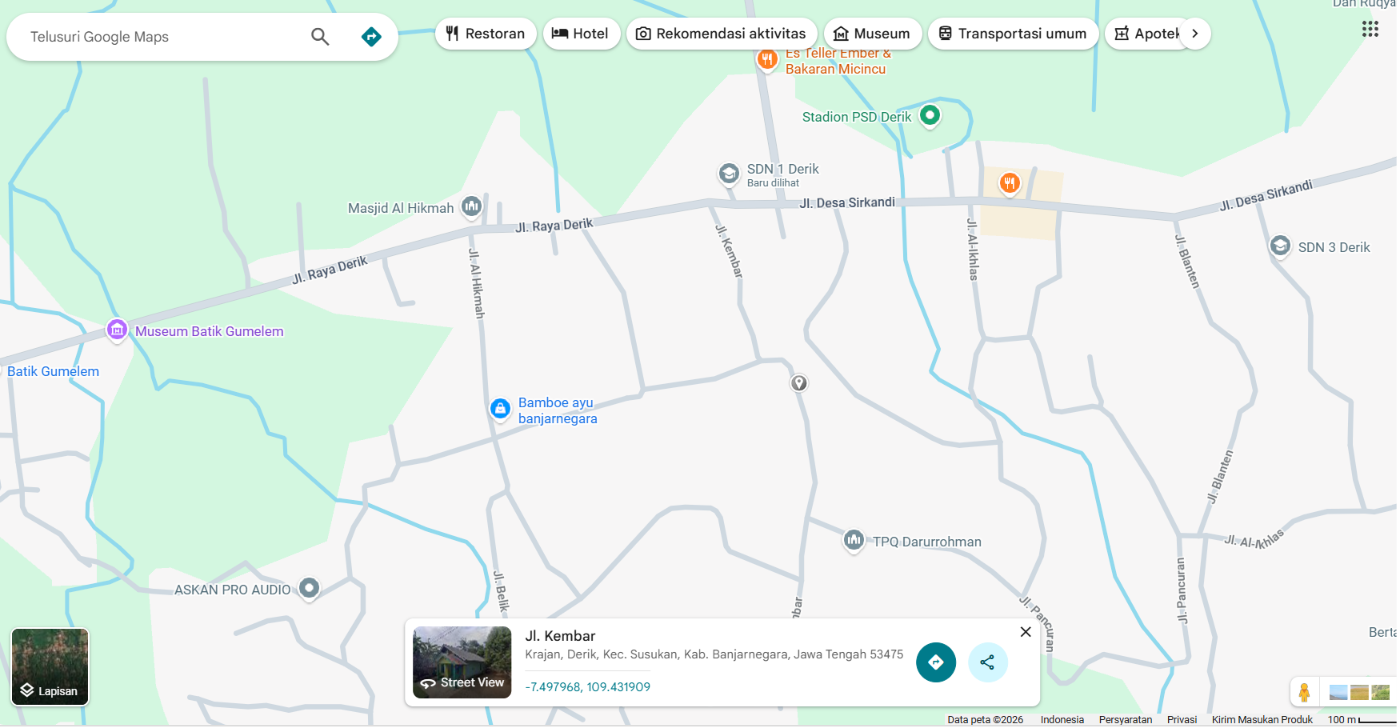 Telusuri Google Maps
Restoran
Hotel
Rekomendasi aktivitas
Museum
Transportasi umum
Apotek
Es Teller Ember &
Bakaran Micincu
Stadion PSD Derik
SDN 1 Derik
Baru dilihat
Masjid Al Hikmah
Jl. Raya Derik
Jl. Desa Sirkandi
Jl. Desa Sirkandi
Jl. Kembar
Jl. Al-Ikhlas
Jl. Blanten
SDN 3 Derik
Jl. Raya Derik
Jl. Al Hikmah
Museum Batik Gumelem
Batik Gumelem
Bamboe ayu
banjarnegara
Jl. Blanten
Jl. Al-Ikhlas
TPQ Darurrohman
ASKAN PRO AUDIO
Jl. Belik
Jl. Pancuran
Jl. Pancuran
Lapisan
Street View
Jl. Kembar
Krajan, Derik, Kec. Susukan, Kab. Banjarnegara, Jawa Tengah 53475
-7.497968, 109.431909
Data peta ©2026
Indonesia
Persyaratan
Privasi
Kirim Masukan Produk
100 m